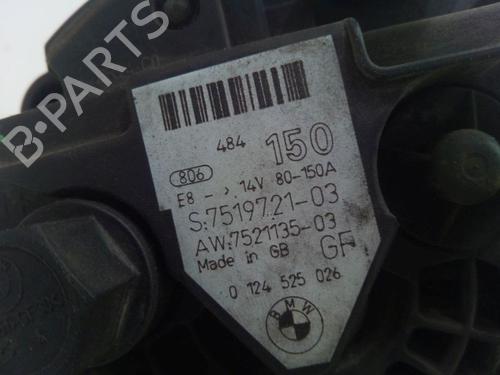 B-PARTS
484 150
806
E8 - > 14V 80-150A
S:7519721-03
AW:7521135-03
Made in GB GF
0 124 525 026
BMW